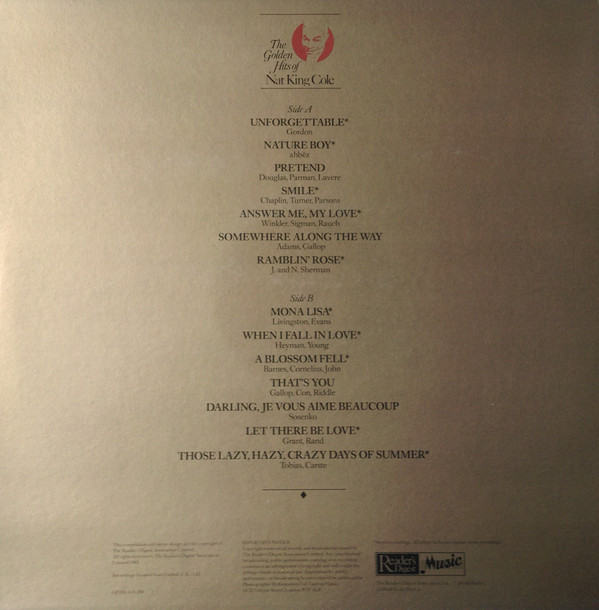 The
Golden
Hits of
Nat King Cole
Side A
UNFORGETTABLE*
Gordon
NATURE BOY*
ahbéz
PRETEND
Douglas, Parman, Lavere
SMILE*
Chaplin, Turner, Parsons
ANSWER ME, MY LOVE*
Winkler, Sigman, Rauch
SOMEWHERE ALONG THE WAY
Adams, Gallop
RAMBLIN' ROSE*
J. and N. Sherman
Side B
MONA LISA*
Livingston, Evans
WHEN I FALL IN LOVE*
Heyman, Young
A BLOSSOM FELL*
Barnes, Cornelius, John
THAT'S YOU
Gallop, Con, Riddle
DARLING, JE VOUS AIME BEAUCOUP
Sosenko
LET THERE BE LOVE*
Grant, Rand
THOSE LAZY, HAZY, CRAZY DAYS OF SUMMER*
Tobias, Carste
IMPORTANT NOTICE
Reader's
Digest
Music